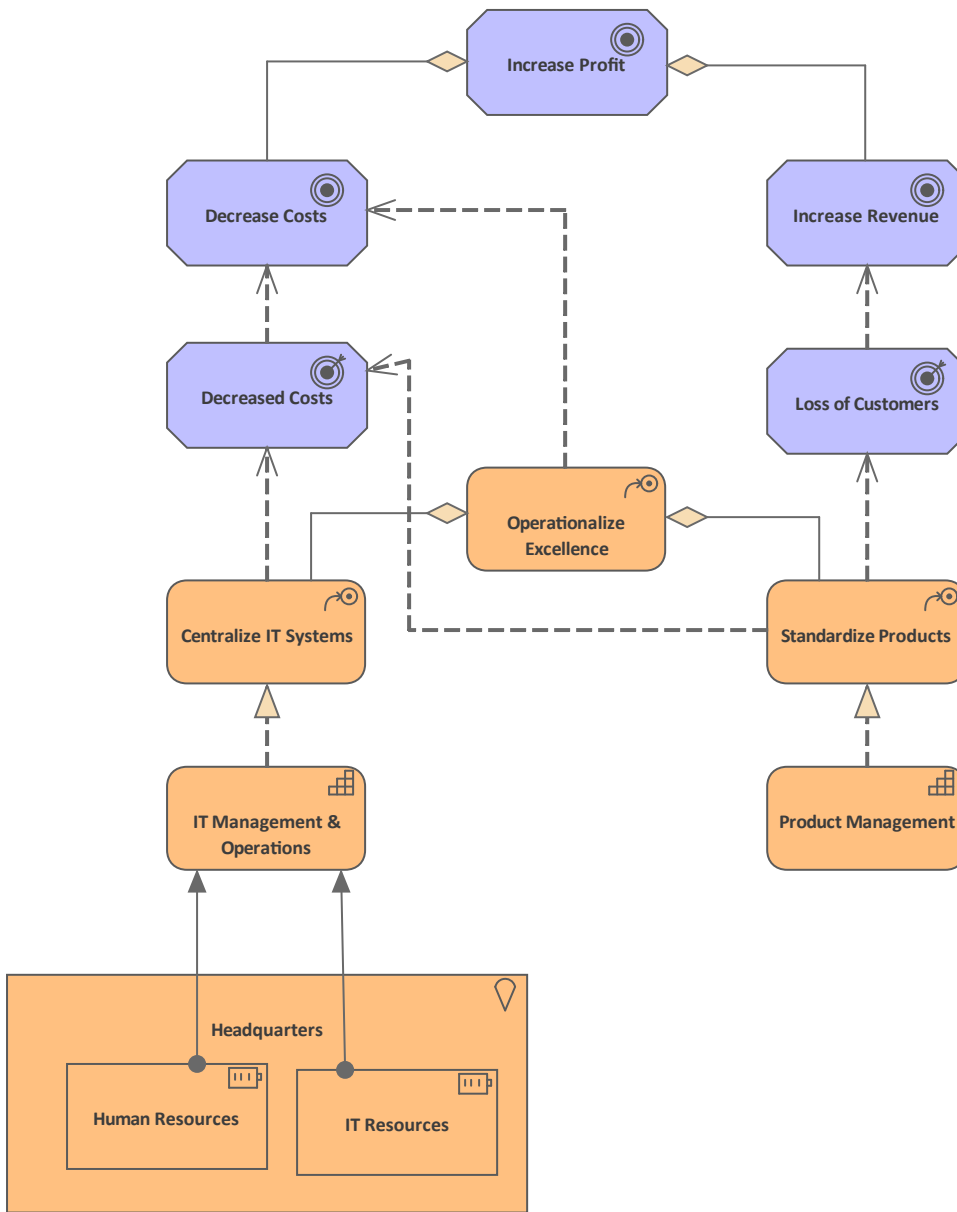 Increase Profit
Decrease Costs
Increase Revenue
Decreased Costs
Loss of Customers
Operationalize
Excellence
Centralize IT Systems
Standardize Products
IT Management &
Operations
Product Management
Headquarters
Human Resources
IT Resources